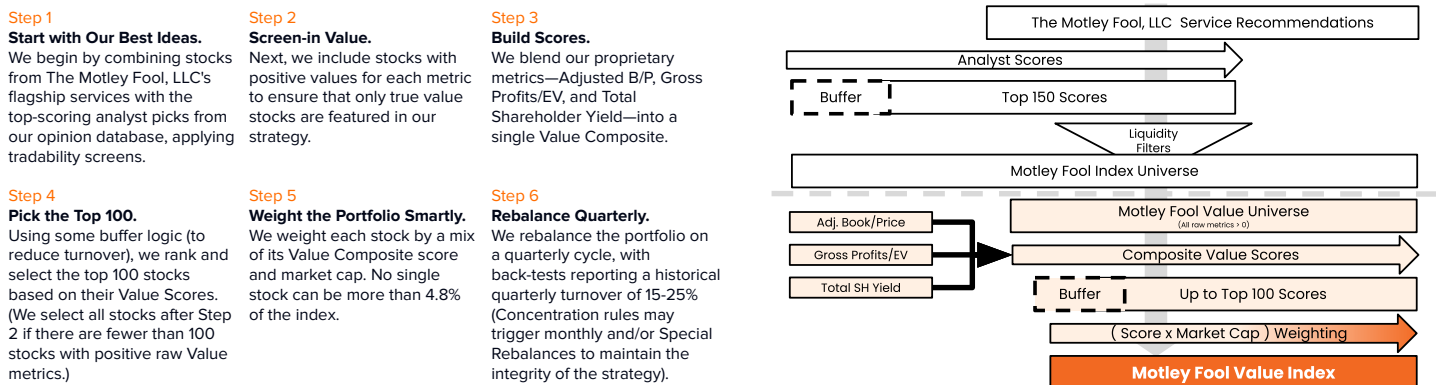 Step 1
Start with Our Best Ideas.
We begin by combining stocks
from The Motley Fool, LLC's
flagship services with the
top-scoring analyst picks from
our opinion database, applying
tradability screens.
Step 2
Screen-in Value.
Next, we include stocks with
positive values for each metric
to ensure that only true value
stocks are featured in our
strategy.
Step 3
Build Scores.
We blend our proprietary
metrics—Adjusted B/P, Gross
Profits/EV, and Total
Shareholder Yield—into a
single Value Composite.
Step 4
Pick the Top 100.
Using some buffer logic (to
reduce turnover), we rank and
select the top 100 stocks
based on their Value Scores.
(We select all stocks after Step
2 if there are fewer than 100
stocks with positive raw Value
metrics.)
Step 5
Weight the Portfolio Smartly.
We weight each stock by a mix
of its Value Composite score
and market cap. No single
stock can be more than 4.8%
of the index.
Step 6
Rebalance Quarterly.
We rebalance the portfolio on
a quarterly cycle, with
back-tests reporting a historical
quarterly turnover of 15-25%
(Concentration rules may
trigger monthly and/or Special
Rebalances to maintain the
integrity of the strategy).
The Motley Fool, LLC Service Recommendations
Analyst Scores
Buffer
Top 150 Scores
Liquidity
Filters
Motley Fool Index Universe
Adj. Book/Price
Gross Profits/EV
Total SH Yield
Motley Fool Value Universe
(All raw metrics > 0)
Composite Value Scores
Buffer
Up to Top 100 Scores
( Score x Market Cap ) Weighting
Motley Fool Value Index